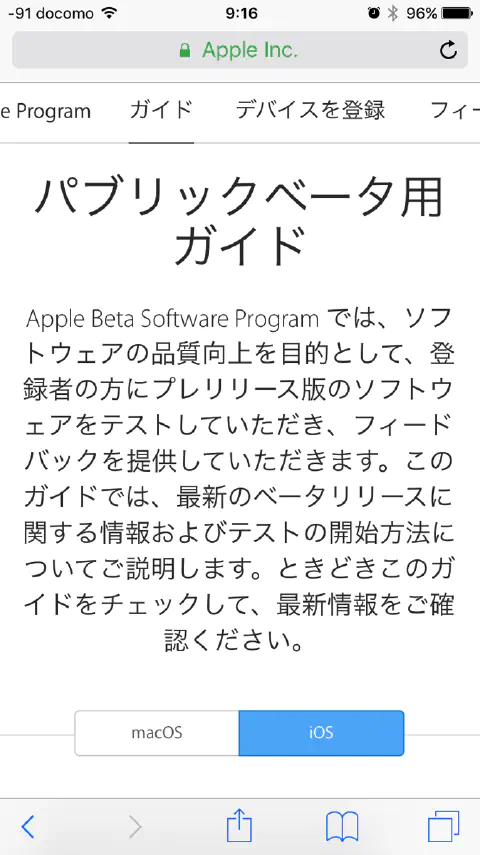 -91 docomo 9:16 96%
Apple Inc.
e Program ガイド デバイスを登録 フィー
パブリックベータ用
ガイド
Apple Beta Software Program では、ソフ
トウェアの品質向上を目的として、登
録者の方にプレリリース版のソフトウ
ェアをテストしていただき、フィード
バックを提供していただきます。この
ガイドでは、最新のベータリリースに
関する情報およびテストの開始方法に
ついてご説明します。ときどきこのガ
イドをチェックして、最新情報をご確
認ください。
macOS iOS